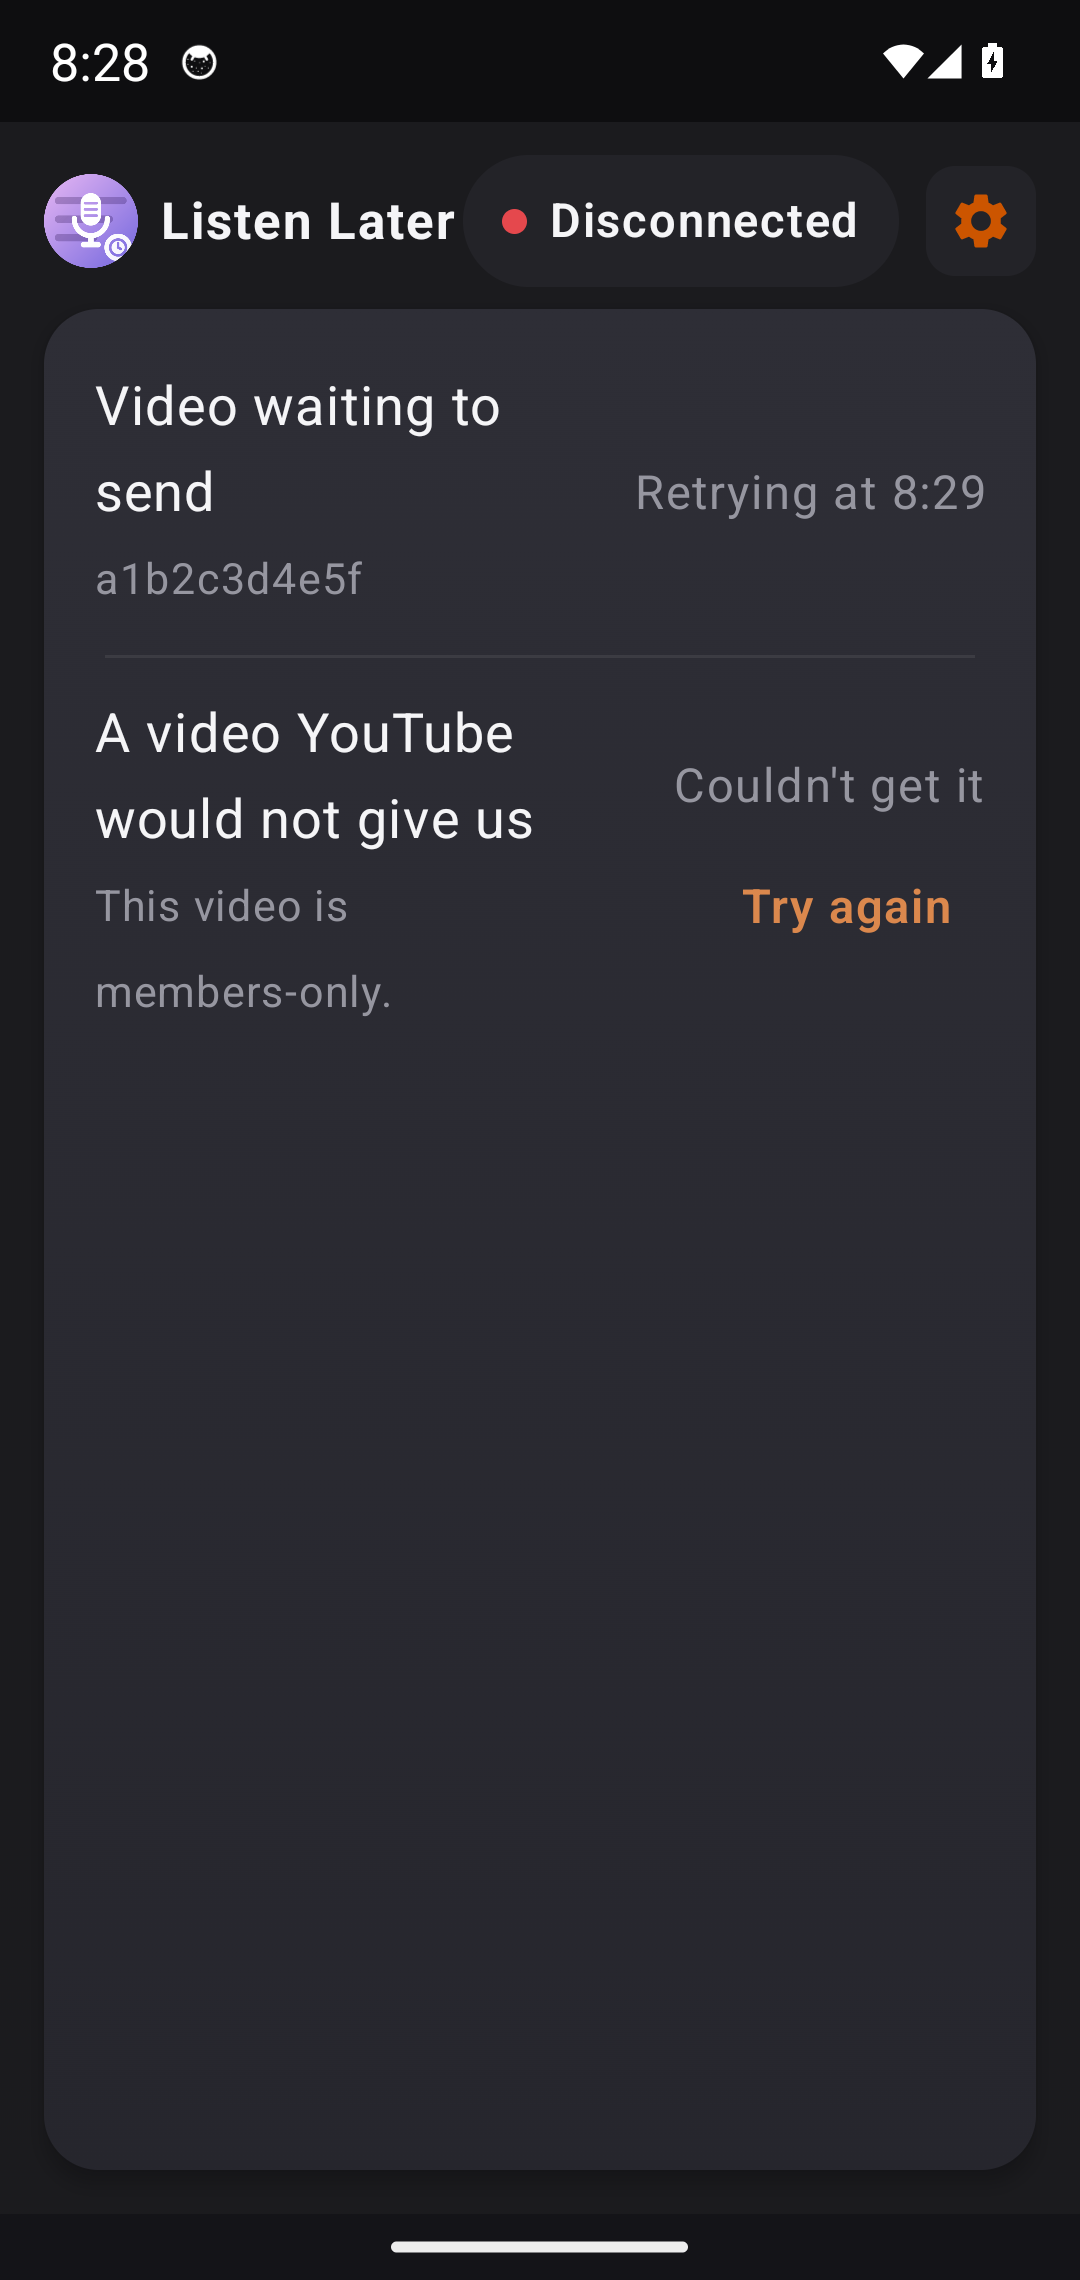 8:28
Listen Later
Disconnected
Video waiting to
send
Retrying at 8:29
a1b2c3d4e5f
A video YouTube
would not give us
Couldn't get it
This video is
members-only.
Try again